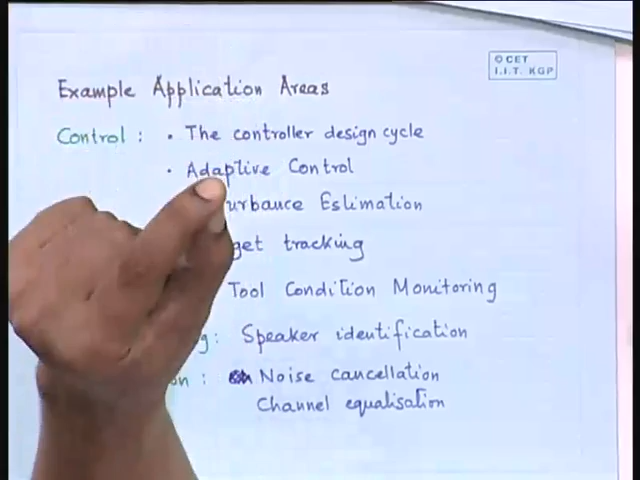 © CET
I.I.T. KGP
Example Application Areas
Control : • The controller design cycle
• Adaptive Control
urbance Estimation
get tracking
Tool Condition Monitoring
g: Speaker identification
on : Noise cancellation
Channel equalisation